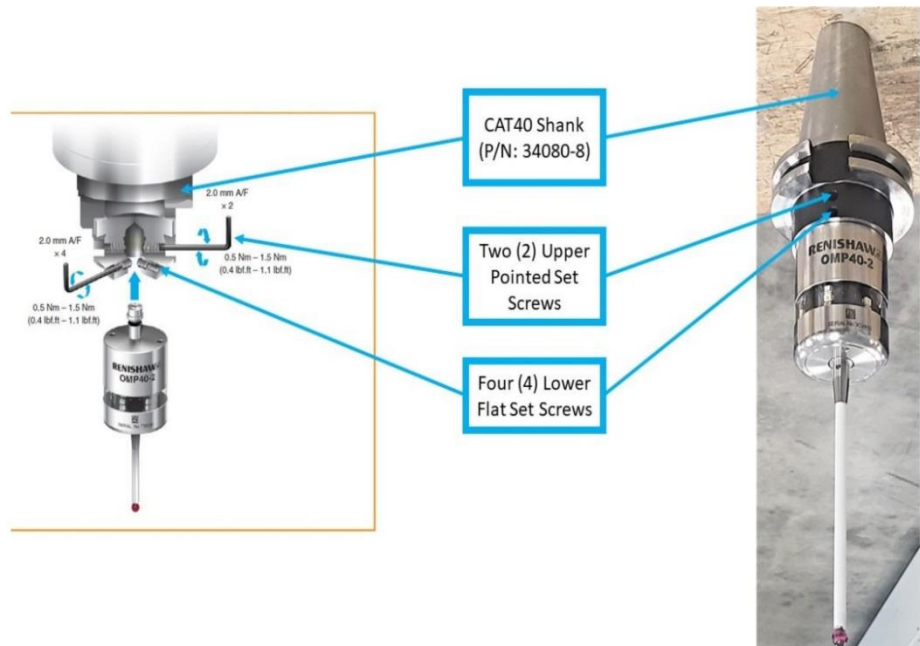 CAT40 Shank
(P/N: 34080-8)
2.0 mm A/F
x 2
2.0 mm A/F
x 4
0.5 Nm – 1.5 Nm
(0.4 lbf.ft – 1.1 lbf.ft)
0.5 Nm – 1.5 Nm
(0.4 lbf.ft – 1.1 lbf.ft)
Two (2) Upper
Pointed Set
Screws
RENISHAW
OMP40-2
RENISHAW
OMP40-2
Four (4) Lower
Flat Set Screws